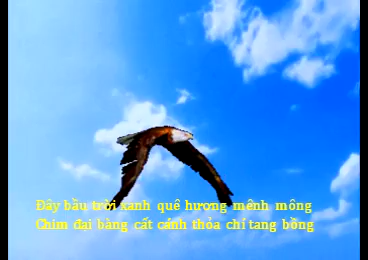 Đây bầu trời xanh quê hương mênh mông
Chim đại bàng cất cánh thỏa chí tang bồng